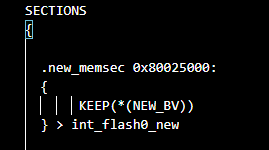 SECTIONS
{
.new_memsec 0x80025000:
{
KEEP(*(NEW_BV))
} > int_flash0_new